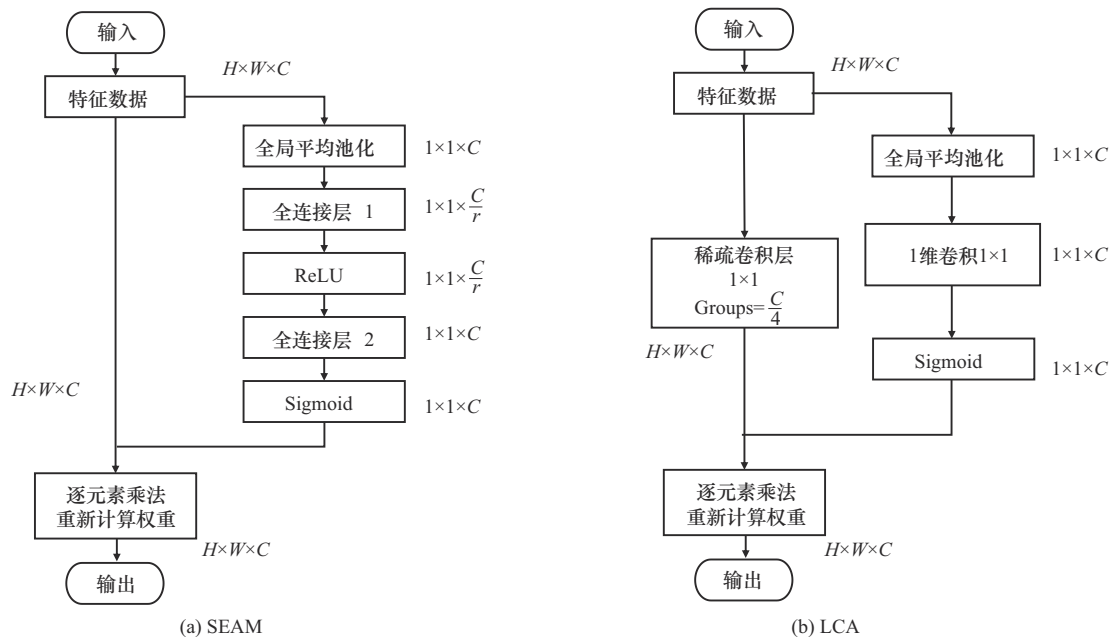 输入
H×W×C
特征数据
全局平均池化 1×1×C
全连接层 1 1×1×C/r
ReLU 1×1×C/r
全连接层 2 1×1×C
H×W×C
Sigmoid 1×1×C
逐元素乘法
重新计算权重
H×W×C
输出
(a) SEAM
输入
H×W×C
特征数据
全局平均池化 1×1×C
稀疏卷积层
1×1
Groups=C/4
1维卷积1×1 1×1×C
H×W×C
Sigmoid 1×1×C
逐元素乘法
重新计算权重
H×W×C
输出
(b) LCA